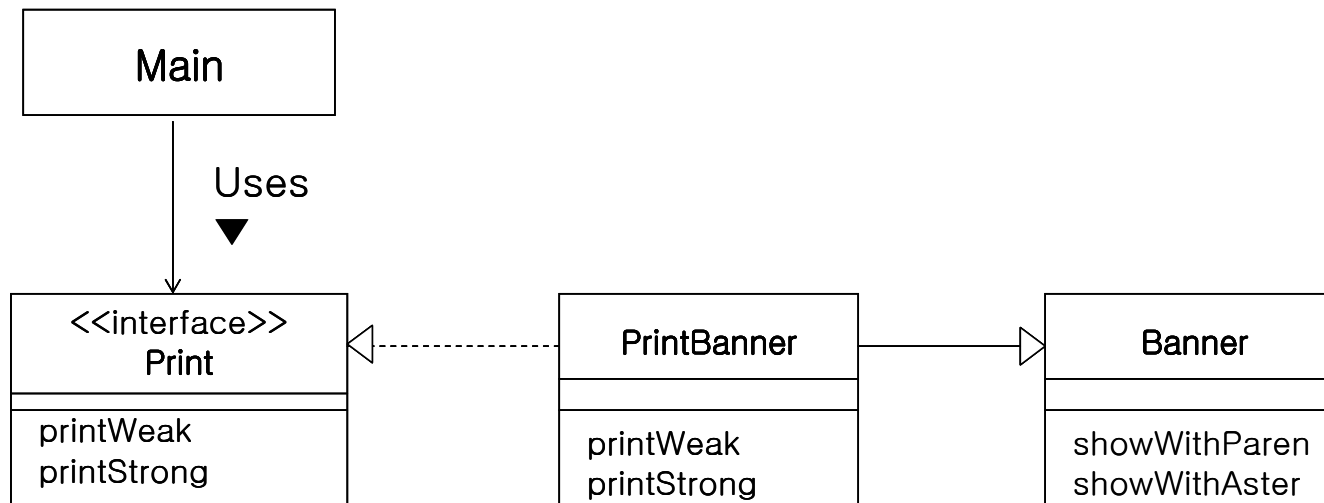 Main
Uses
<<interface>>
Print
printWeak
printStrong
PrintBanner
printWeak
printStrong
Banner
showWithParen
showWithAster